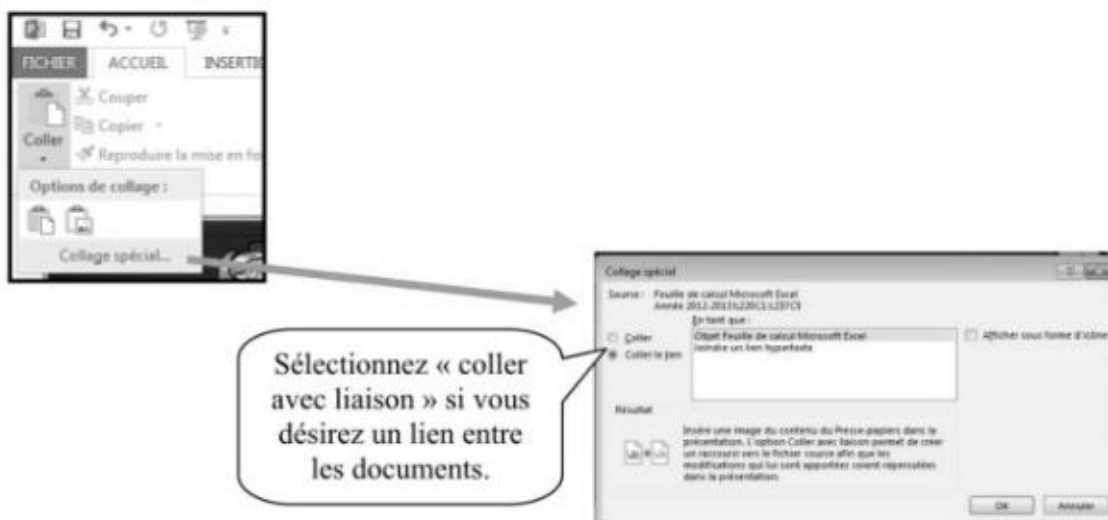 FICHIER ACCUEIL INSERTIO
Couper
Copier
Coller
Reproduire la mise en fo
Options de collage :
Collage spécial...
Collage spécial
Source : Feuille de calcul Microsoft Excel
Année 2012-2013!L220C1:L237C9
En tant que :
Coller
Coller le lien
Objet Feuille de calcul Microsoft Excel
Joindre un lien hypertexte
Afficher sous forme d'icône
Résultat
Insère une image du contenu du Presse-papiers dans la
présentation. L'option Coller avec liaison permet de créer
un raccourci vers le fichier source afin que les
modifications qui lui sont apportées soient répercutées
dans la présentation.
OK Annuler
Sélectionnez « coller
avec liaison » si vous
désirez un lien entre
les documents.